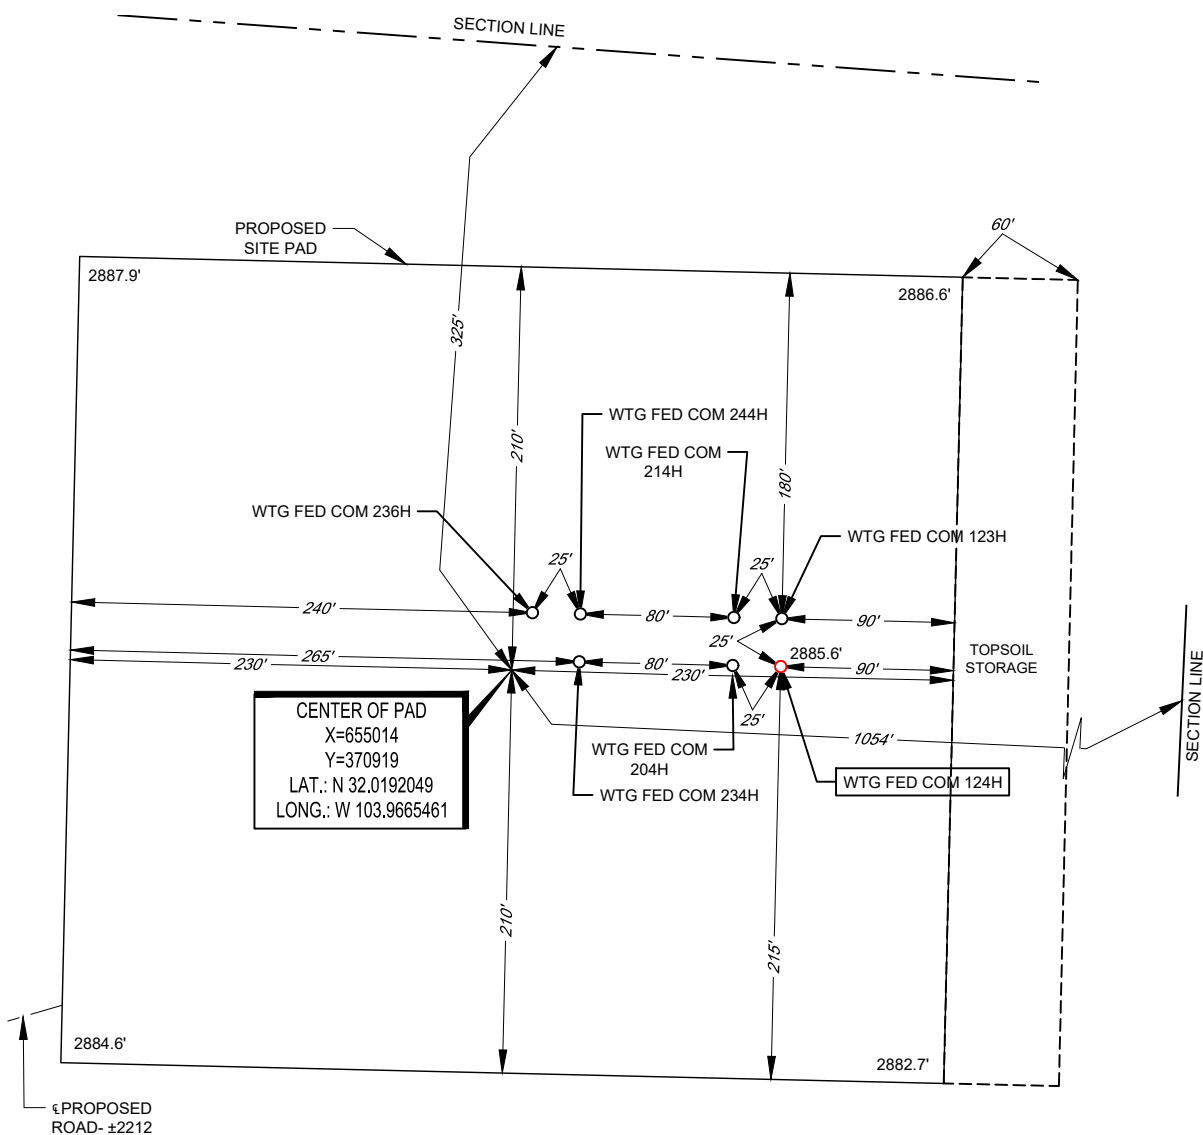 SECTION LINE
PROPOSED
SITE PAD
60'
2887.9'
2886.6'
325'
210'
180'
WTG FED COM 244H
WTG FED COM
214H
WTG FED COM 236H
WTG FED COM 123H
25'
25'
240'
80'
90'
25'
2885.6'
265'
230'
80'
230'
90'
25'
TOPSOIL
STORAGE
CENTER OF PAD
X=655014
Y=370919
LAT.: N 32.0192049
LONG.: W 103.9665461
WTG FED COM
204H
WTG FED COM 234H
1054'
WTG FED COM 124H
SECTION LINE
210'
215'
2884.6'
2882.7'
℄PROPOSED
ROAD- ±2212